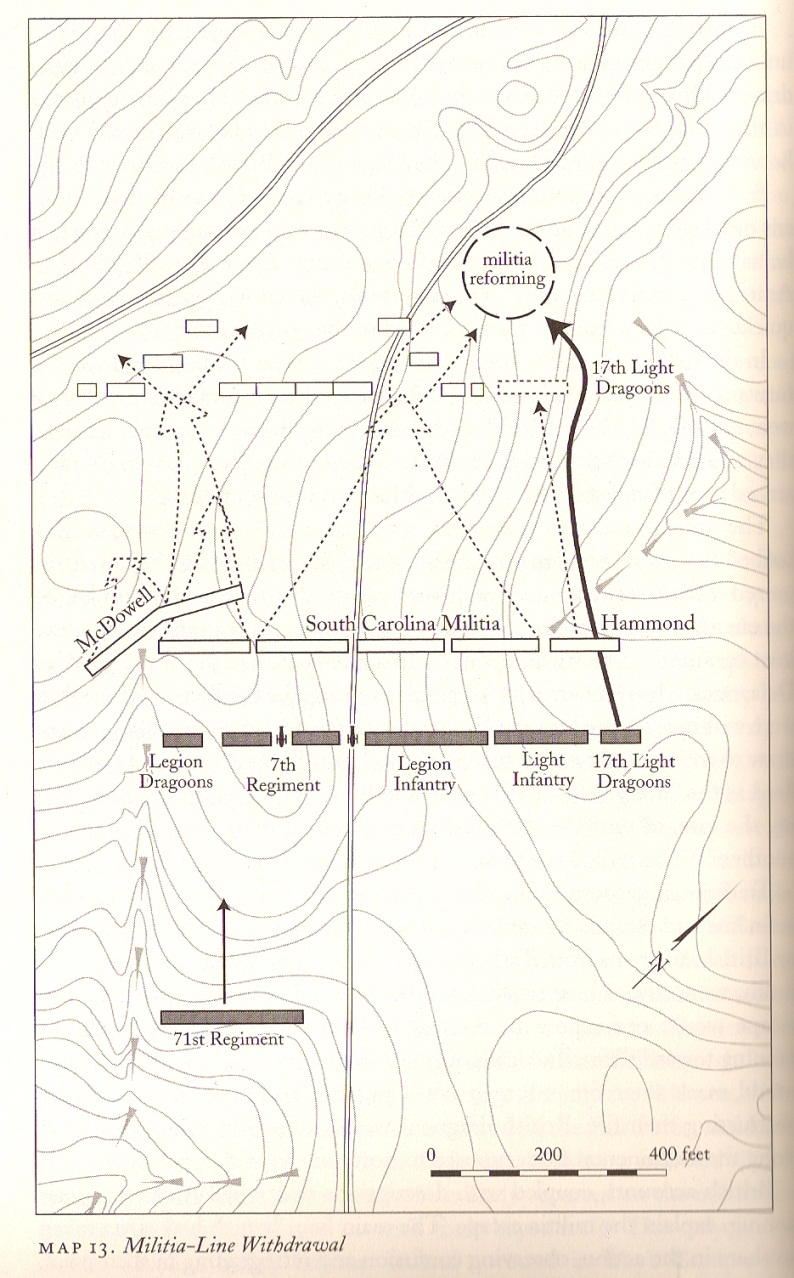 militia
reforming
17th Light
Dragoons
McDowell
South Carolina Militia
Hammond
Legion
Dragoons
7th
Regiment
Legion
Infantry
Light
Infantry
17th Light
Dragoons
N
71st Regiment
0 200 400 feet
MAP 13. Militia-Line Withdrawal